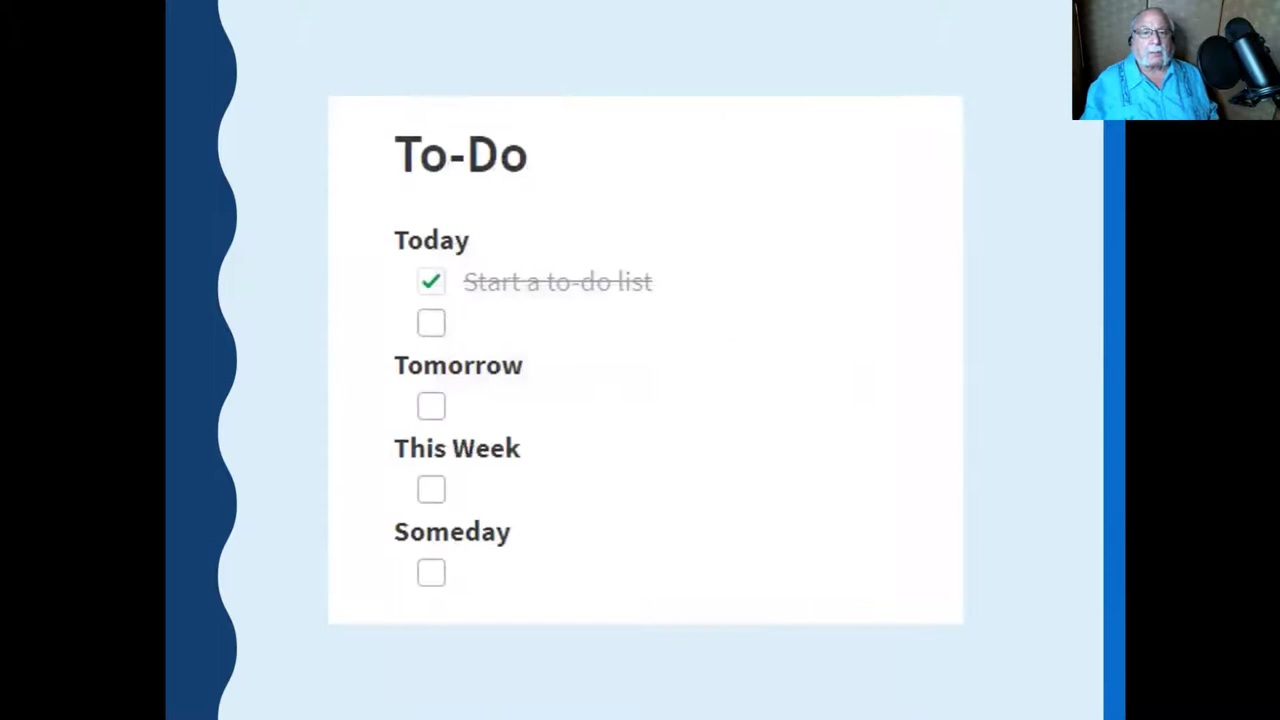 To-Do
Today
Start a to-do list
Tomorrow
This Week
Someday